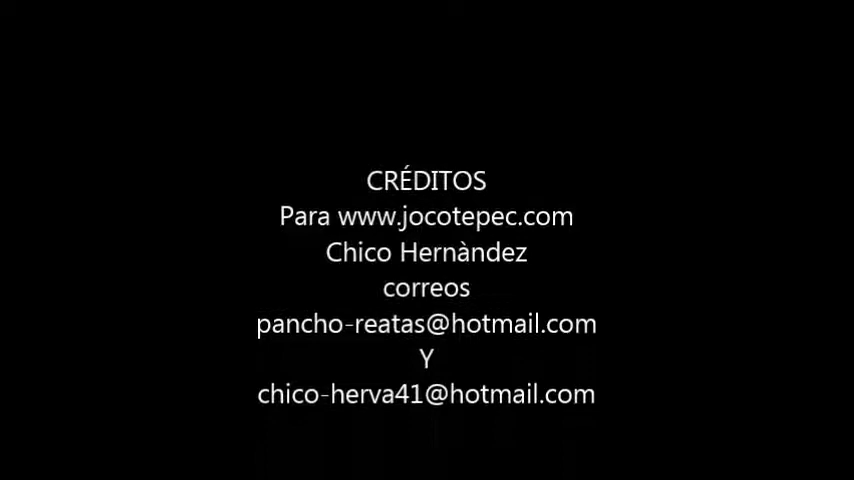 CRÉDITOS
Para www.jocotepec.com
Chico Hernàndez
correos
pancho-reatas@hotmail.com
Y
chico-herva41@hotmail.com